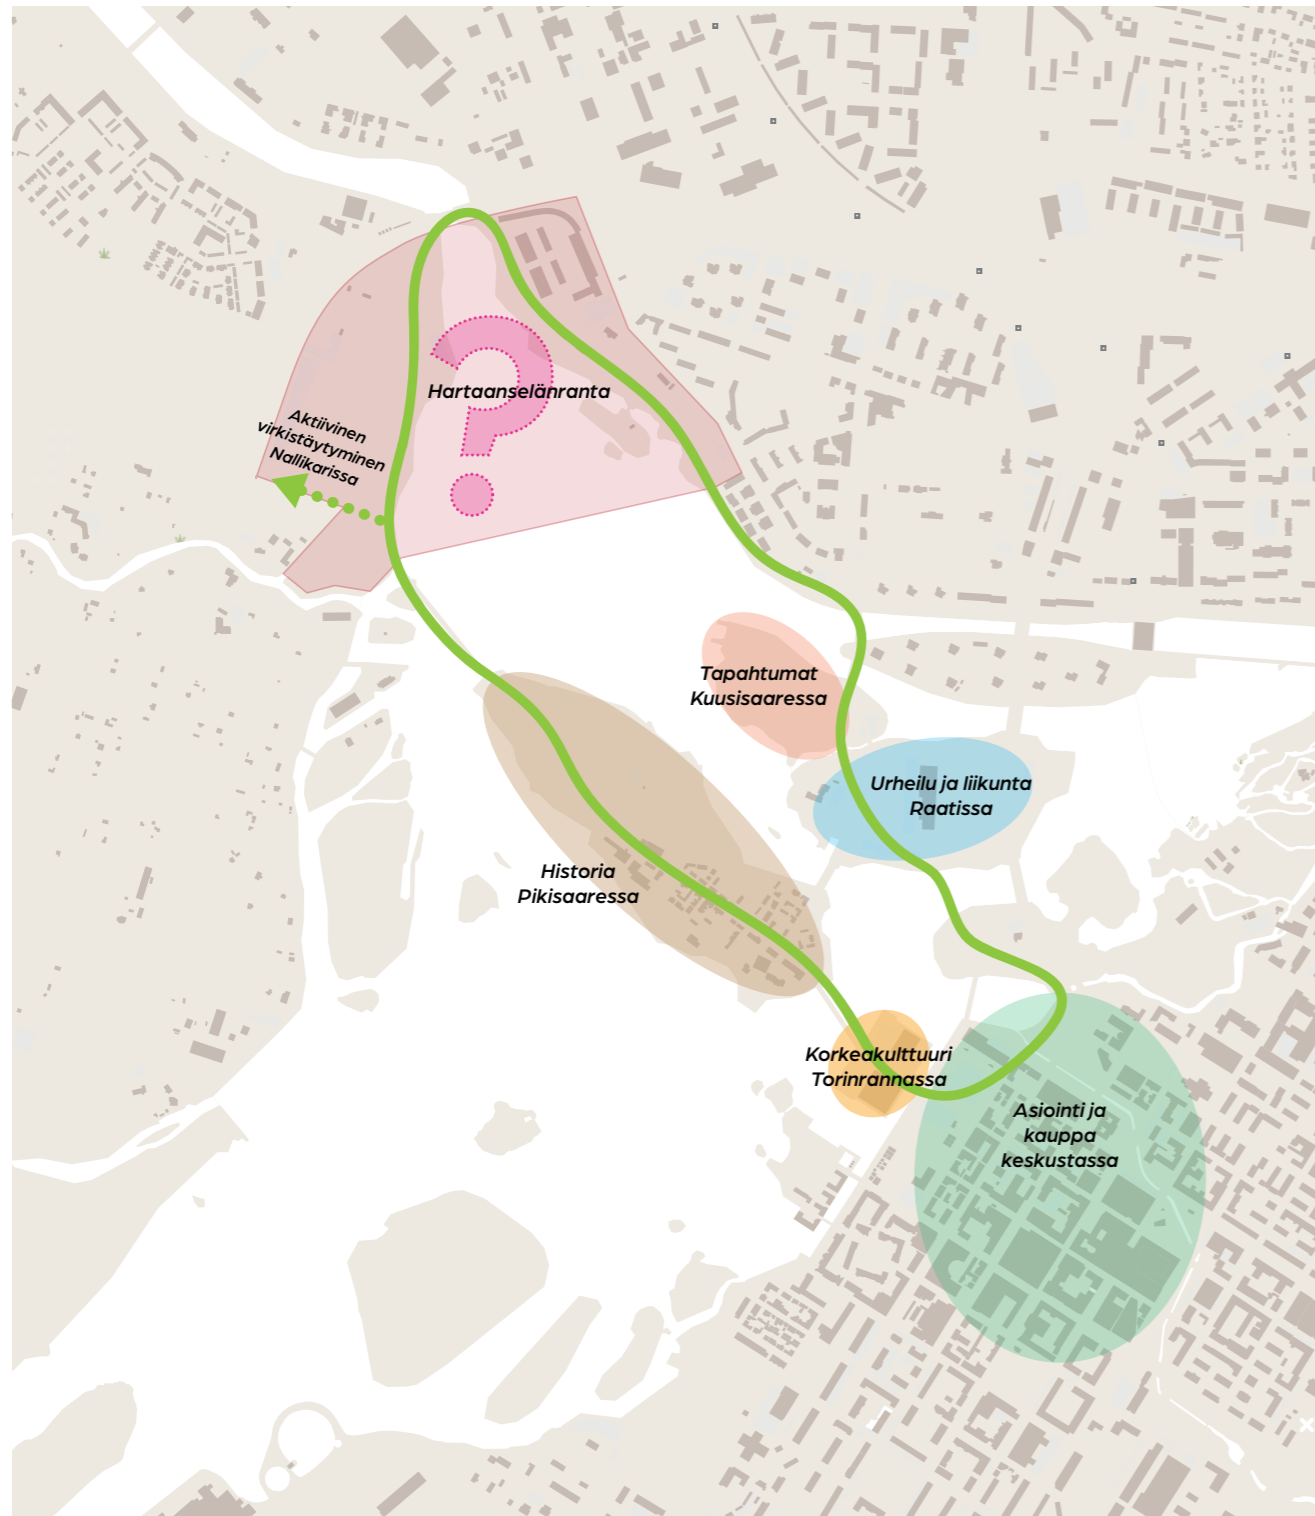 ?
Hartaanselänranta
Aktiivinen
virkistäytyminen
Nallikarissa
Tapahtumat
Kuusisaaressa
Urheilu ja liikunta
Raatissa
Historia
Pikisaaressa
Korkeakulttuuri
Torinrannassa
Asiointi ja
kauppa
keskustassa